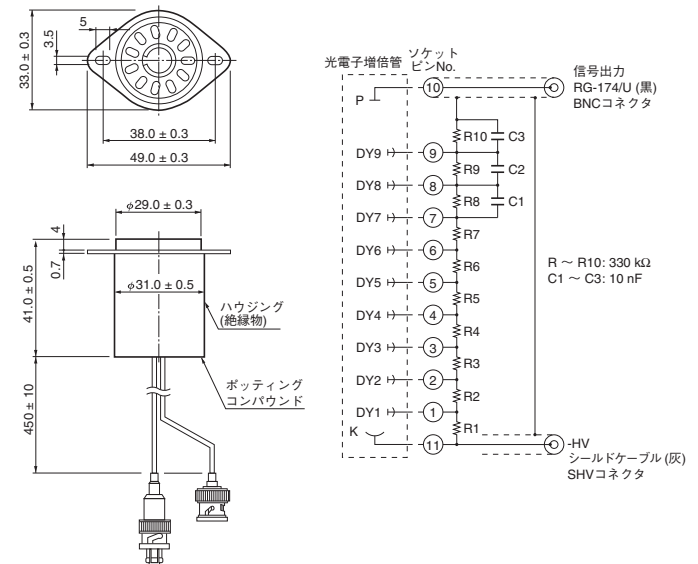 5
3.5
33.0 ± 0.3
38.0 ± 0.3
49.0 ± 0.3
φ29.0 ± 0.3
4
0.7
41.0 ± 0.5
φ31.0 ± 0.5
ハウジング
(絶縁物)
ポッティング
コンパウンド
450 ± 10
光電子増倍管
ソケット
ピンNo.
信号出力
RG-174/U (黒)
BNCコネクタ
P
10
R10
C3
DY9
9
R9
C2
DY8
8
R8
C1
DY7
7
R7
DY6
6
R6
DY5
5
R5
DY4
4
R4
DY3
3
R3
DY2
2
R2
DY1
1
R1
K
11
R ～ R10: 330 kΩ
C1 ～ C3: 10 nF
-HV
シールドケーブル (灰)
SHVコネクタ